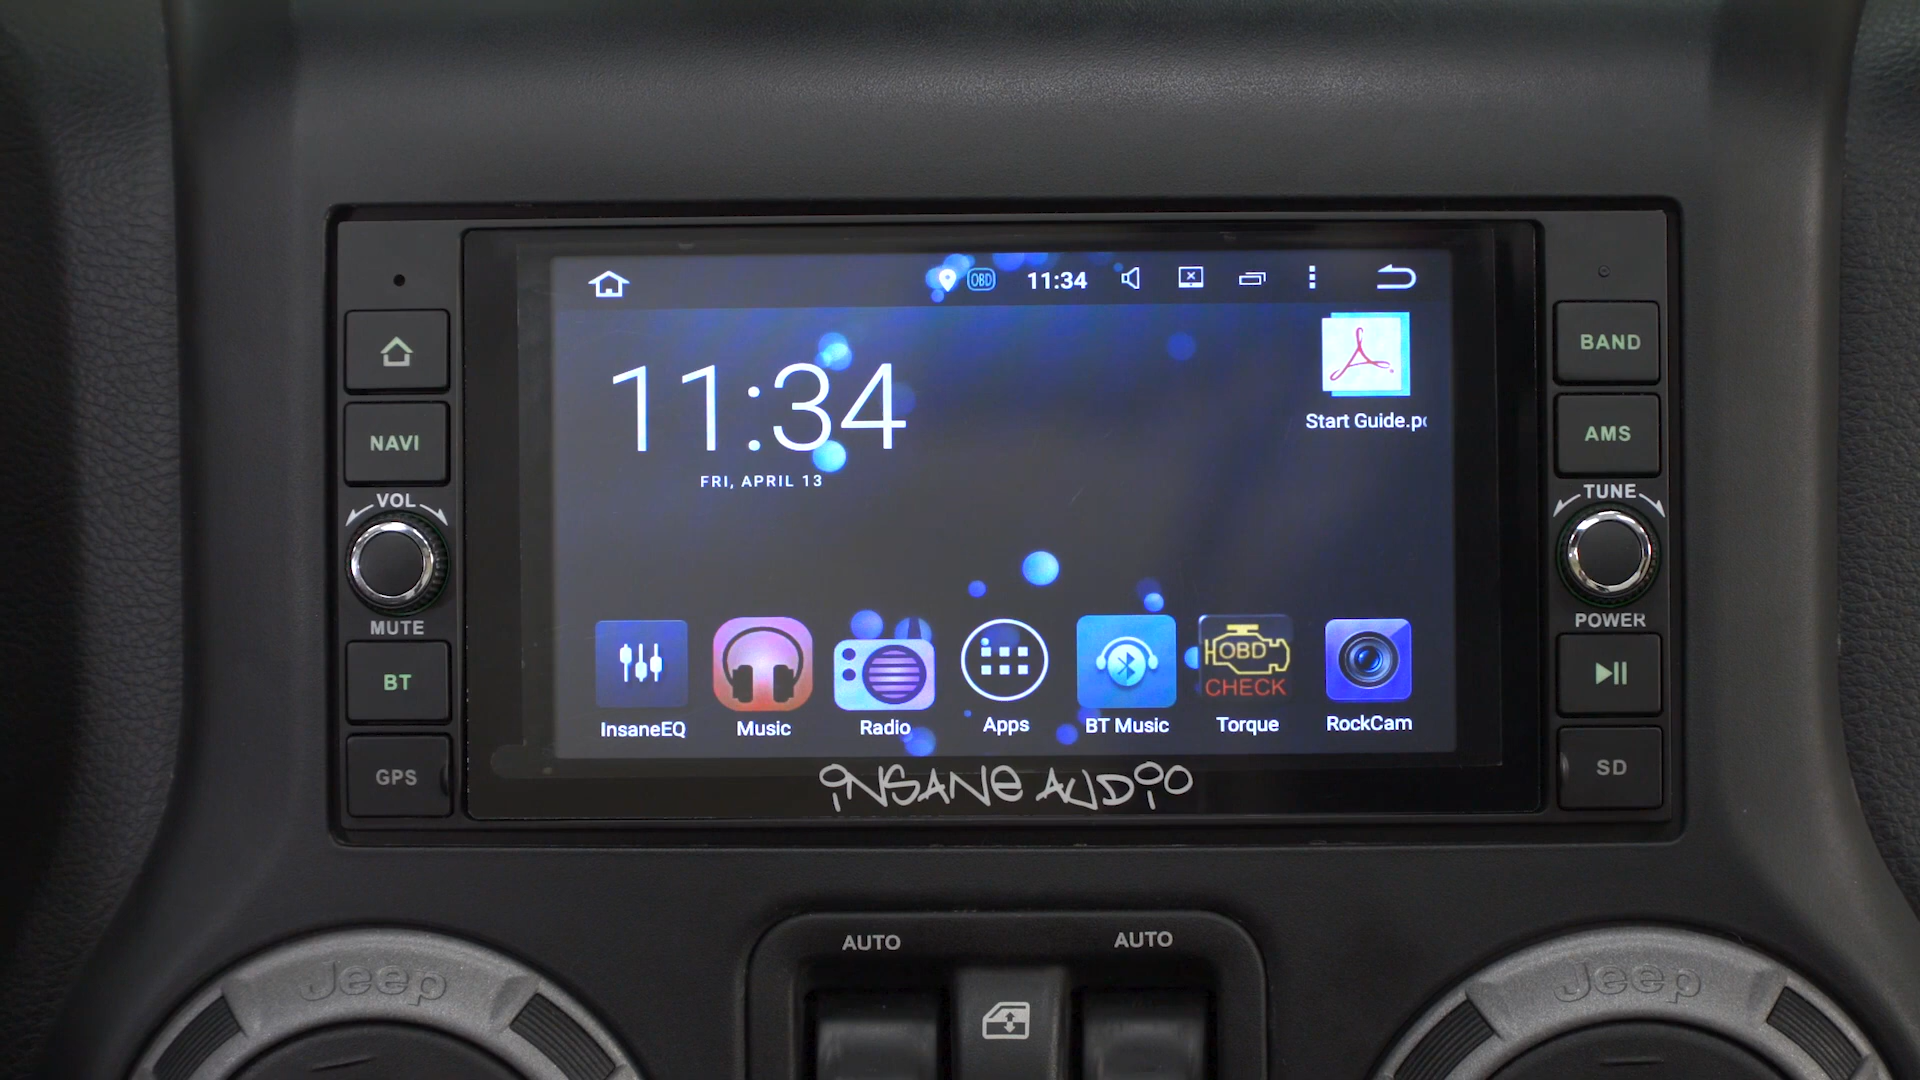 OBD 11:34
11:34
FRI, APRIL 13
Start Guide.pd
InsaneEQ
Music
Radio
Apps
BT Music
OBD
CHECK
Torque
RockCam
INSANE AUDIO
NAVI
VOL
MUTE
BT
GPS
BAND
AMS
TUNE
POWER
SD
AUTO
AUTO
Jeep
Jeep